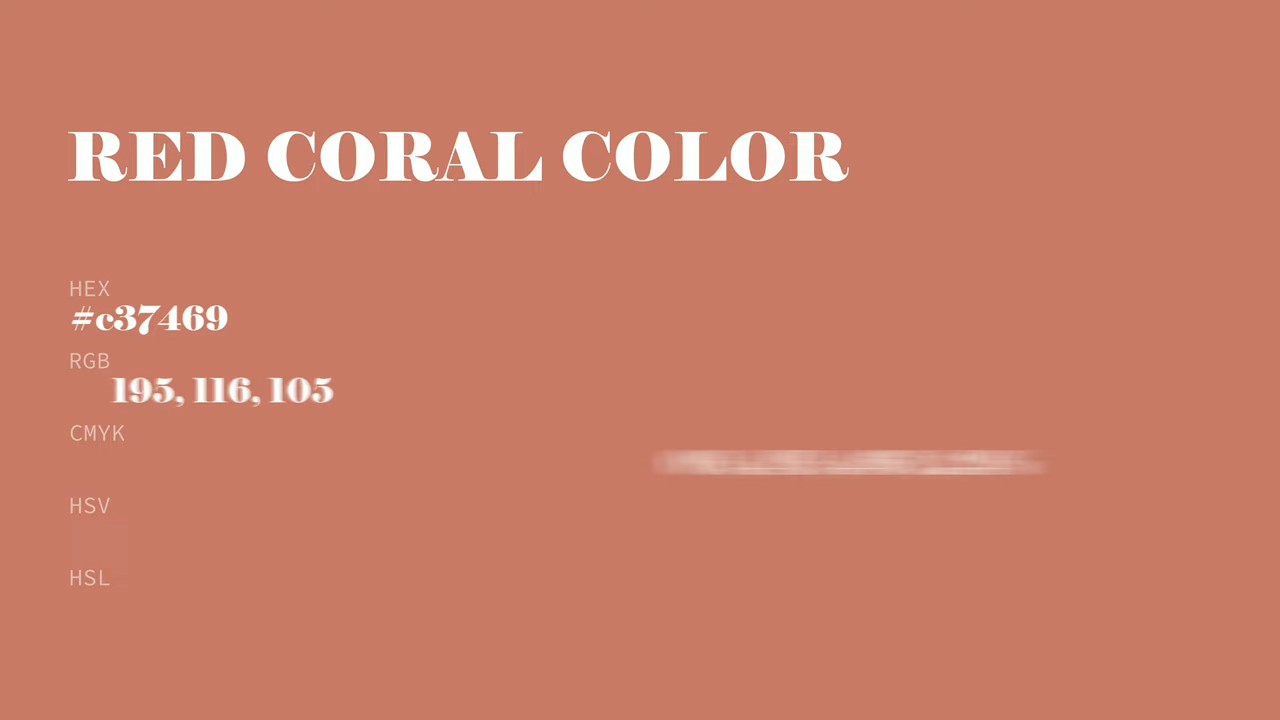 RED CORAL COLOR
HEX
#c37469
RGB
195, 116, 105
CMYK
HSV
HSL